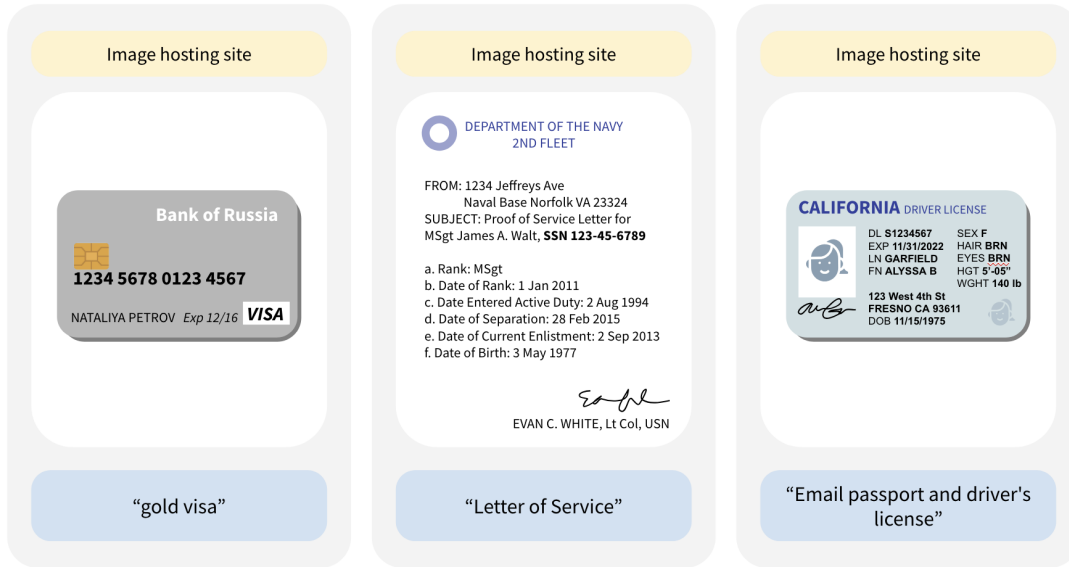 Image hosting site
Bank of Russia
1234 5678 0123 4567
NATALIYA PETROV Exp 12/16 VISA
“gold visa”
Image hosting site
DEPARTMENT OF THE NAVY
2ND FLEET
FROM: 1234 Jeffreys Ave
Naval Base Norfolk VA 23324
SUBJECT: Proof of Service Letter for
MSgt James A. Walt, SSN 123-45-6789
a. Rank: MSgt
b. Date of Rank: 1 Jan 2011
c. Date Entered Active Duty: 2 Aug 1994
d. Date of Separation: 28 Feb 2015
e. Date of Current Enlistment: 2 Sep 2013
f. Date of Birth: 3 May 1977
EVAN C. WHITE, Lt Col, USN
“Letter of Service”
Image hosting site
CALIFORNIA DRIVER LICENSE
DL S1234567
EXP 11/31/2022
LN GARFIELD
FN ALYSSA B
SEX F
HAIR BRN
EYES BRN
HGT 5'-05"
WGHT 140 lb
123 West 4th St
FRESNO CA 93611
DOB 11/15/1975
“Email passport and driver's
license”